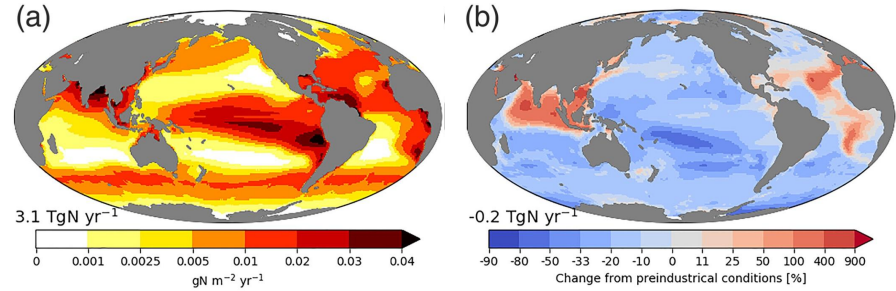 (a)
3.1 TgN yr⁻¹
0 0.001 0.0025 0.005 0.01 0.02 0.03 0.04
gN m⁻² yr⁻¹
(b)
-0.2 TgN yr⁻¹
-90 -80 -50 -33 -20 -10 0 11 25 50 100 400 900
Change from preindustrial conditions [%]